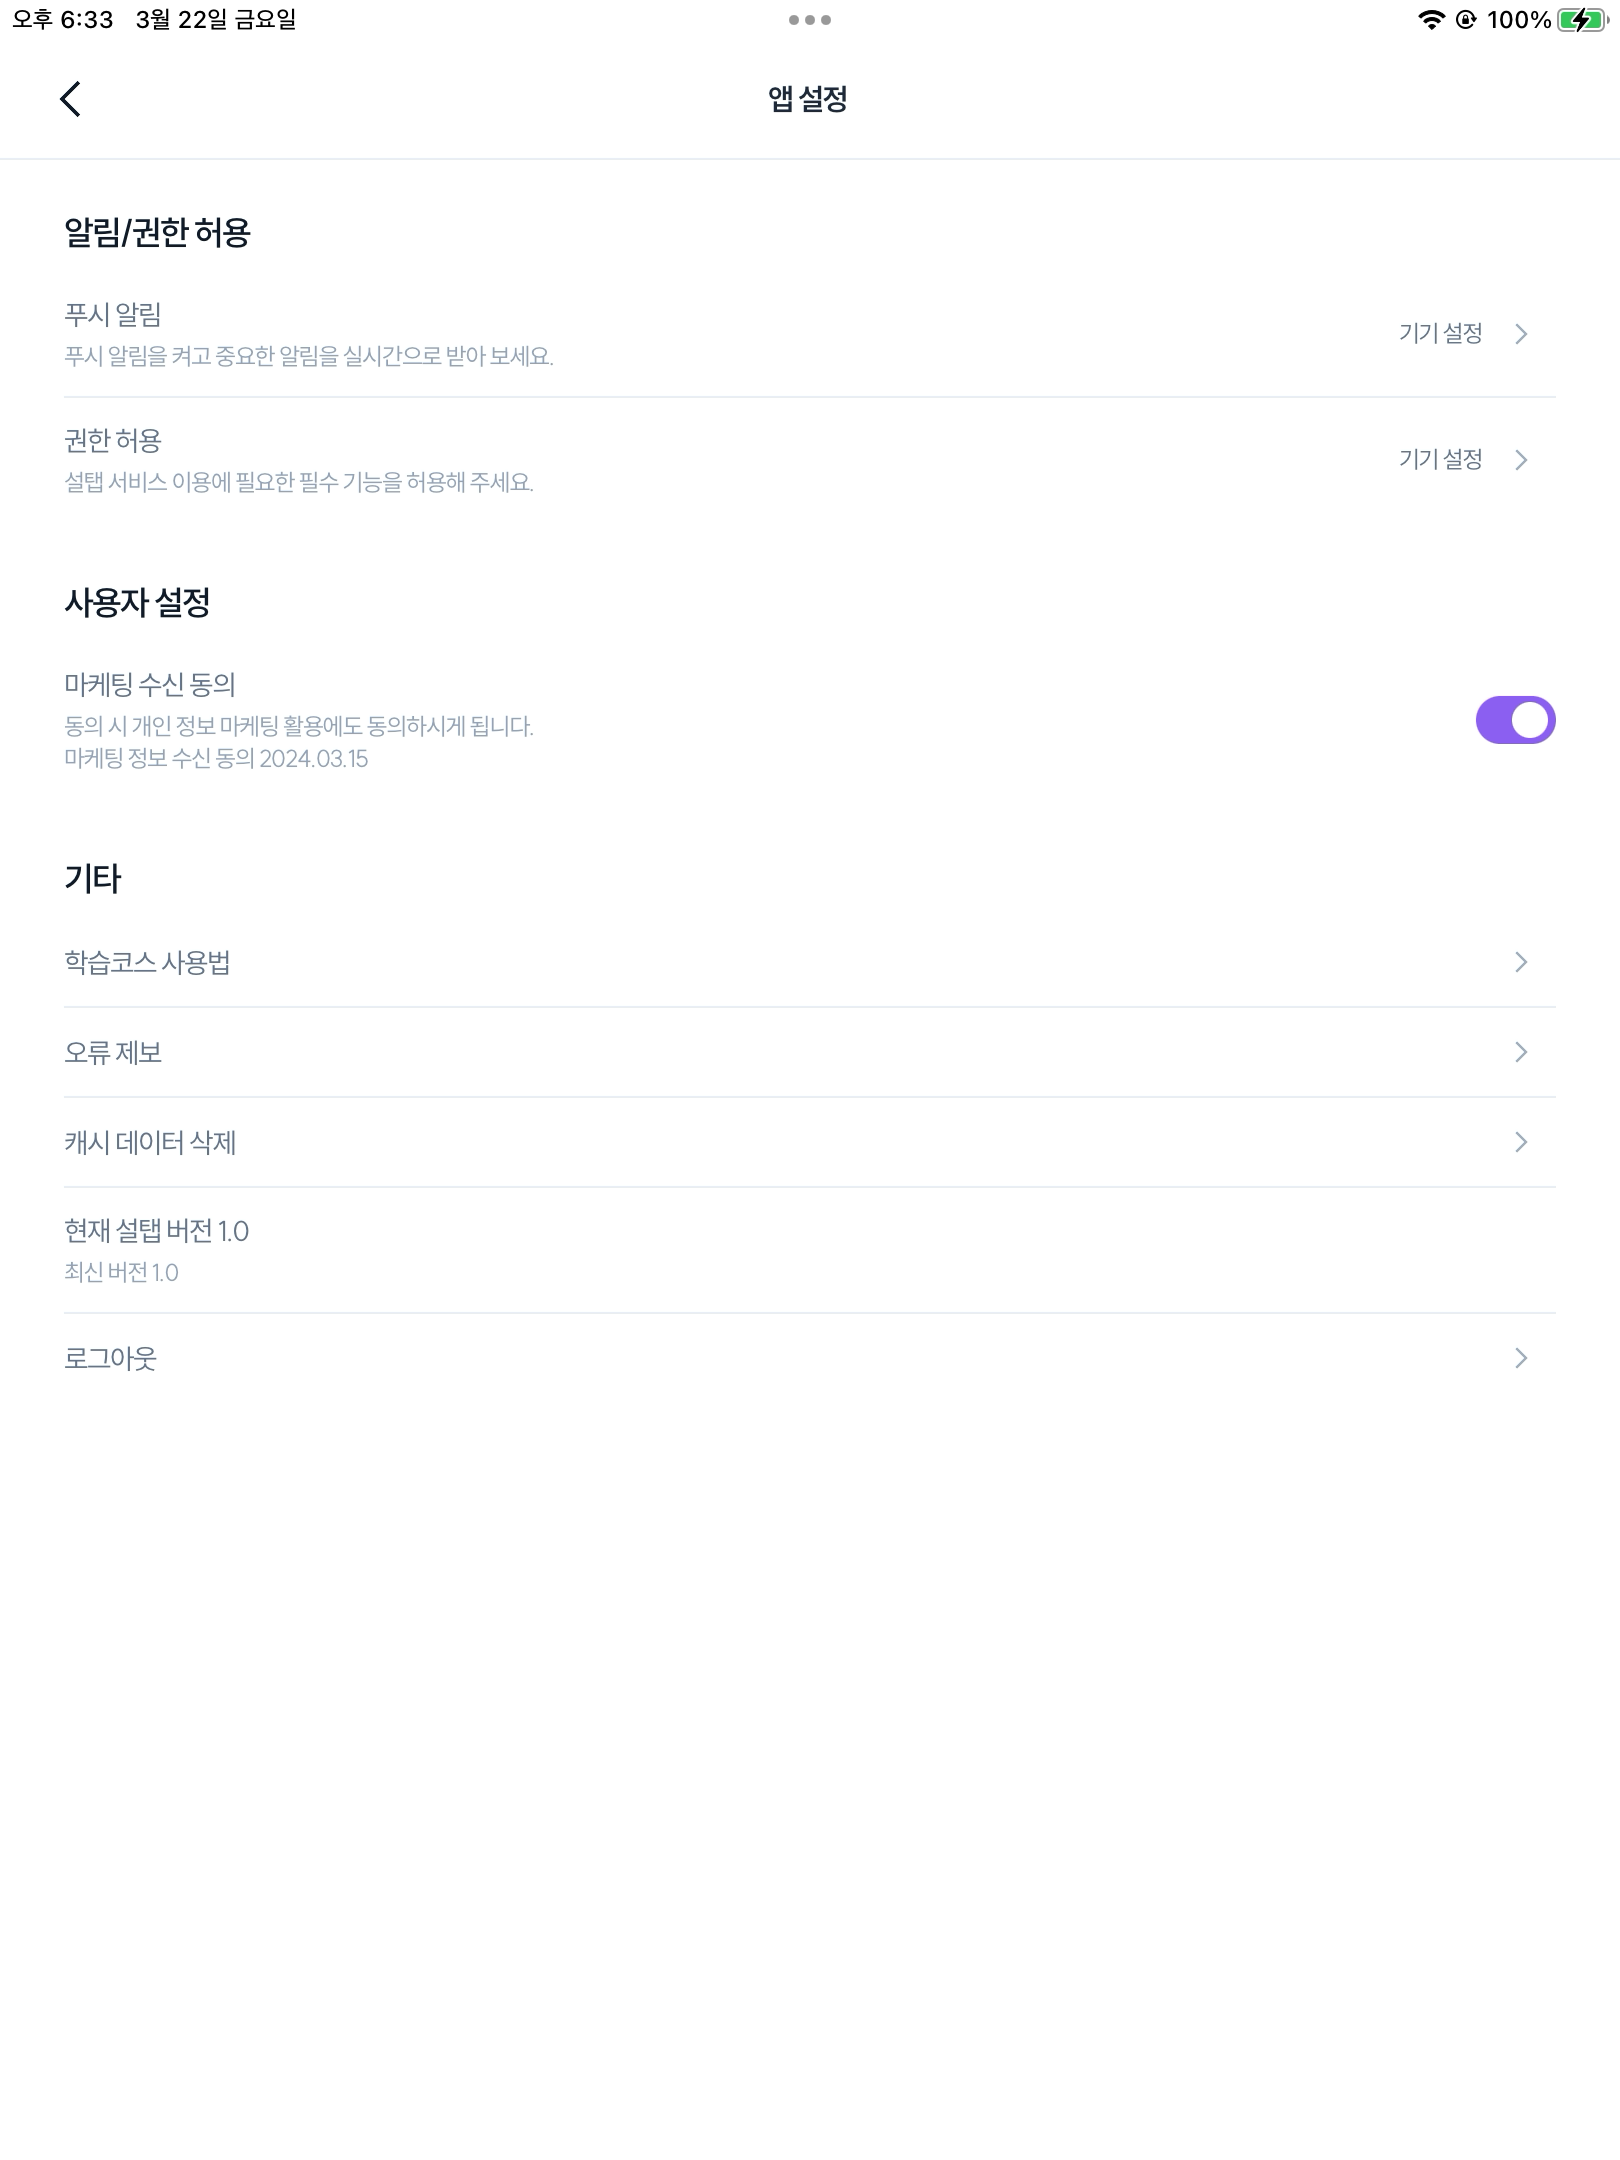 오후 6:33 3월 22일 금요일
100%
앱 설정
알림/권한 허용
푸시 알림
푸시 알림을 켜고 중요한 알림을 실시간으로 받아 보세요.
기기 설정
권한 허용
설탭 서비스 이용에 필요한 필수 기능을 허용해 주세요.
기기 설정
사용자 설정
마케팅 수신 동의
동의 시 개인 정보 마케팅 활용에도 동의하시게 됩니다.
마케팅 정보 수신 동의 2024.03.15
기타
학습코스 사용법
오류 제보
캐시 데이터 삭제
현재 설탭 버전 1.0
최신 버전 1.0
로그아웃